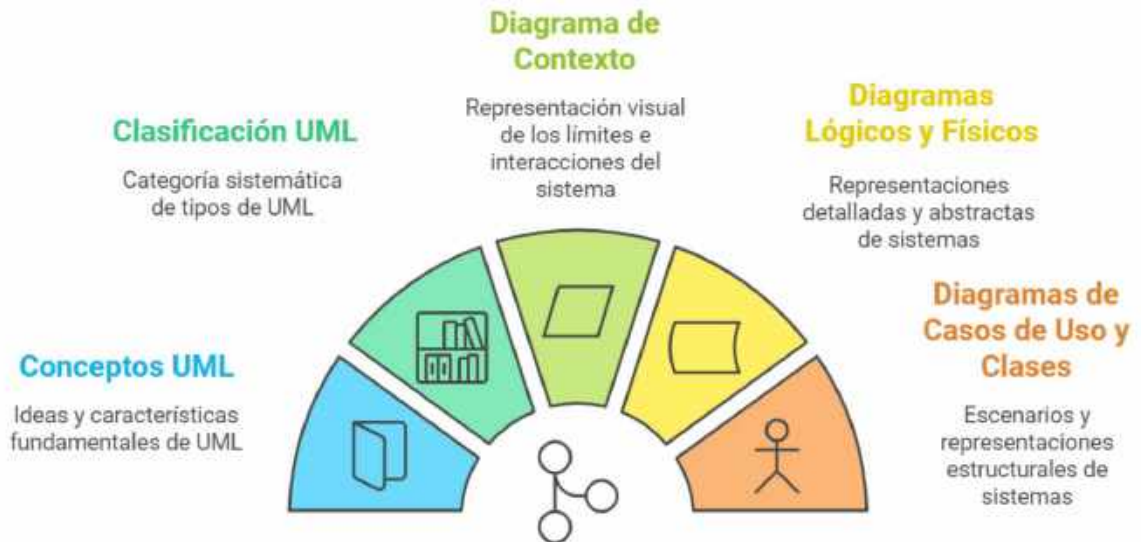 Conceptos UML
Ideas y características
fundamentales de UML
Clasificación UML
Categoría sistemática
de tipos de UML
Diagrama de
Contexto
Representación visual
de los límites e
interacciones del
sistema
Diagramas
Lógicos y Físicos
Representaciones
detalladas y abstractas
de sistemas
Diagramas de
Casos de Uso y
Clases
Escenarios y
representaciones
estructurales de
sistemas